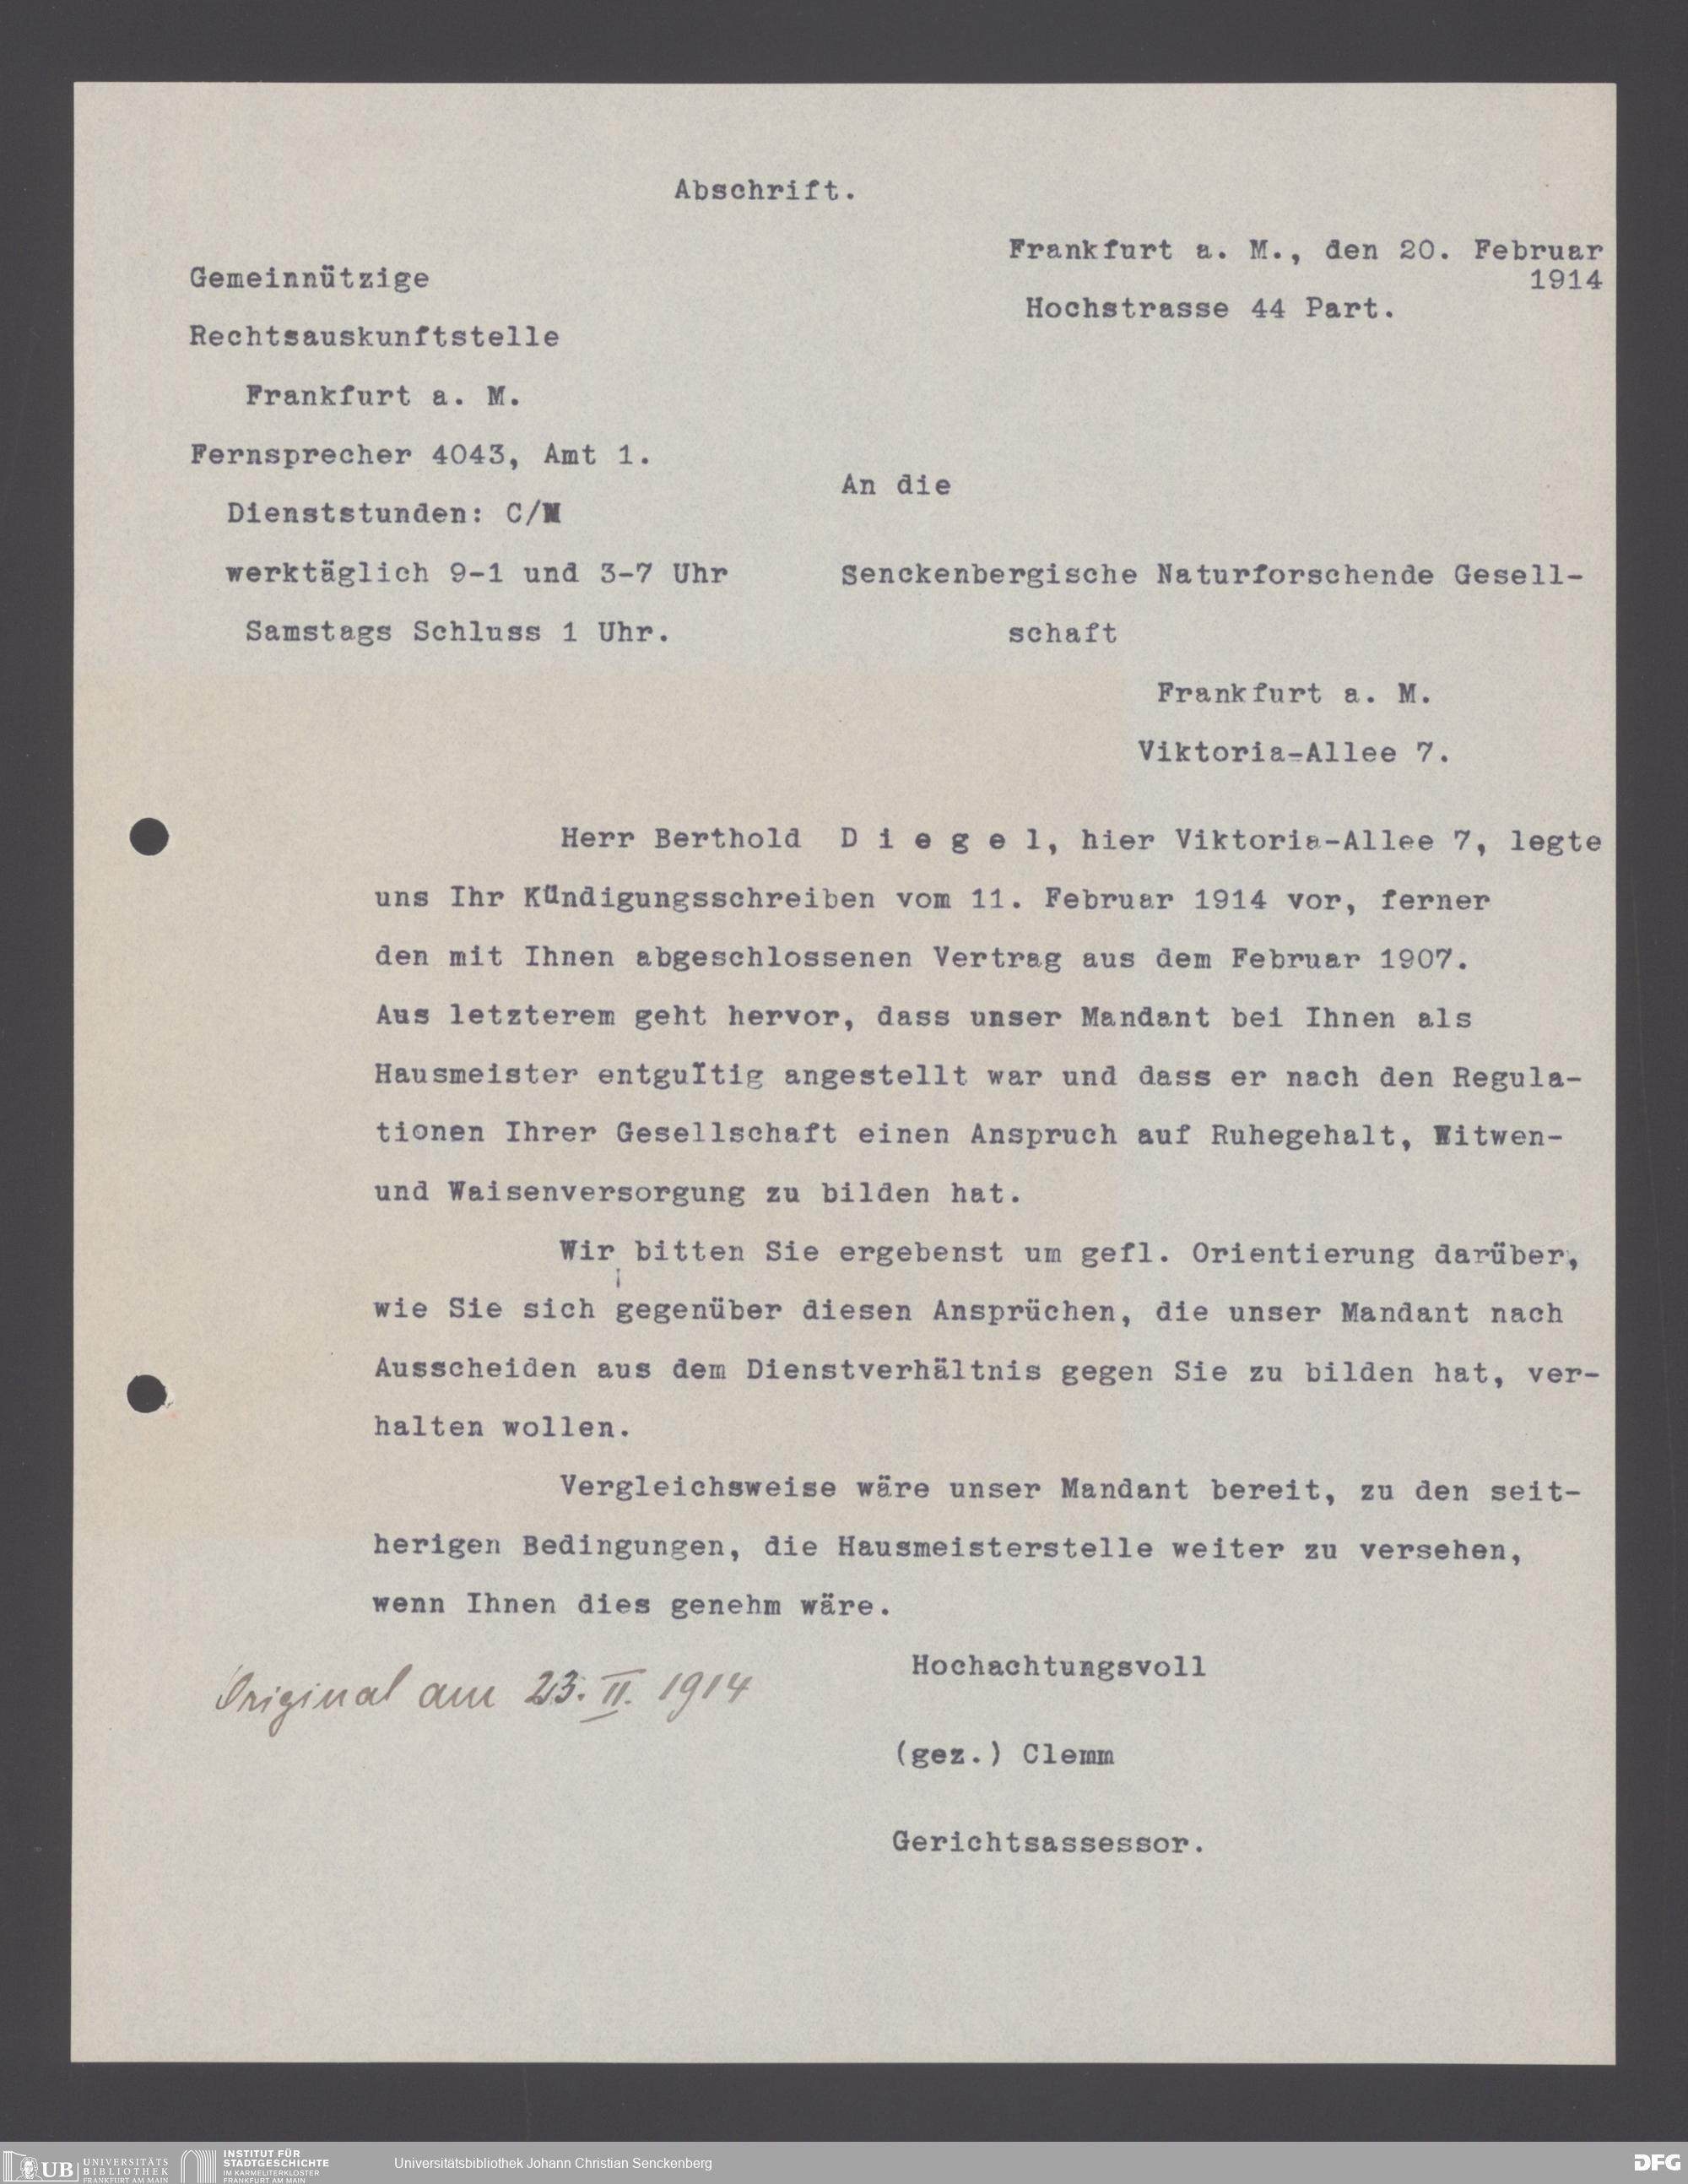 Abschrift.
Frankfurt a. M., den 20. Februar
1914
Hochstrasse 44 Part.
Gemeinnützige
Rechtsauskunftstelle
Frankfurt a. M.
Fernsprecher 4043, Amt 1.
Dienststunden: C/M
werktäglich 9-1 und 3-7 Uhr
Samstags Schluss 1 Uhr.
An die
Senckenbergische Naturforschende Gesell-
schaft
Frankfurt a. M.
Viktoria-Allee 7.
Herr Berthold D i e g e l, hier Viktoria-Allee 7, legte
uns Ihr Kündigungsschreiben vom 11. Februar 1914 vor, ferner
den mit Ihnen abgeschlossenen Vertrag aus dem Februar 1907.
Aus letzterem geht hervor, dass unser Mandant bei Ihnen als
Hausmeister entgultig angestellt war und dass er nach den Regula-
tionen Ihrer Gesellschaft einen Anspruch auf Ruhegehalt, Witwen-
und Waisenversorgung zu bilden hat.
Wir bitten Sie ergebenst um gefl. Orientierung darüber,
wie Sie sich gegenüber diesen Ansprüchen, die unser Mandant nach
Ausscheiden aus dem Dienstverhältnis gegen Sie zu bilden hat, ver-
halten wollen.
Vergleichsweise wäre unser Mandant bereit, zu den seit-
herigen Bedingungen, die Hausmeisterstelle weiter zu versehen,
wenn Ihnen dies genehm wäre.
Hochachtungsvoll
Original am 23. II. 1914
(gez.) Clemm
Gerichtsassessor.
UB UNIVERSITÄTS
BIBLIOTHEK
FRANKFURT AM MAIN
INSTITUT FÜR
STADTGESCHICHTE
IM KARMELITERKLOSTER
FRANKFURT AM MAIN
Universitätsbibliothek Johann Christian Senckenberg
DFG